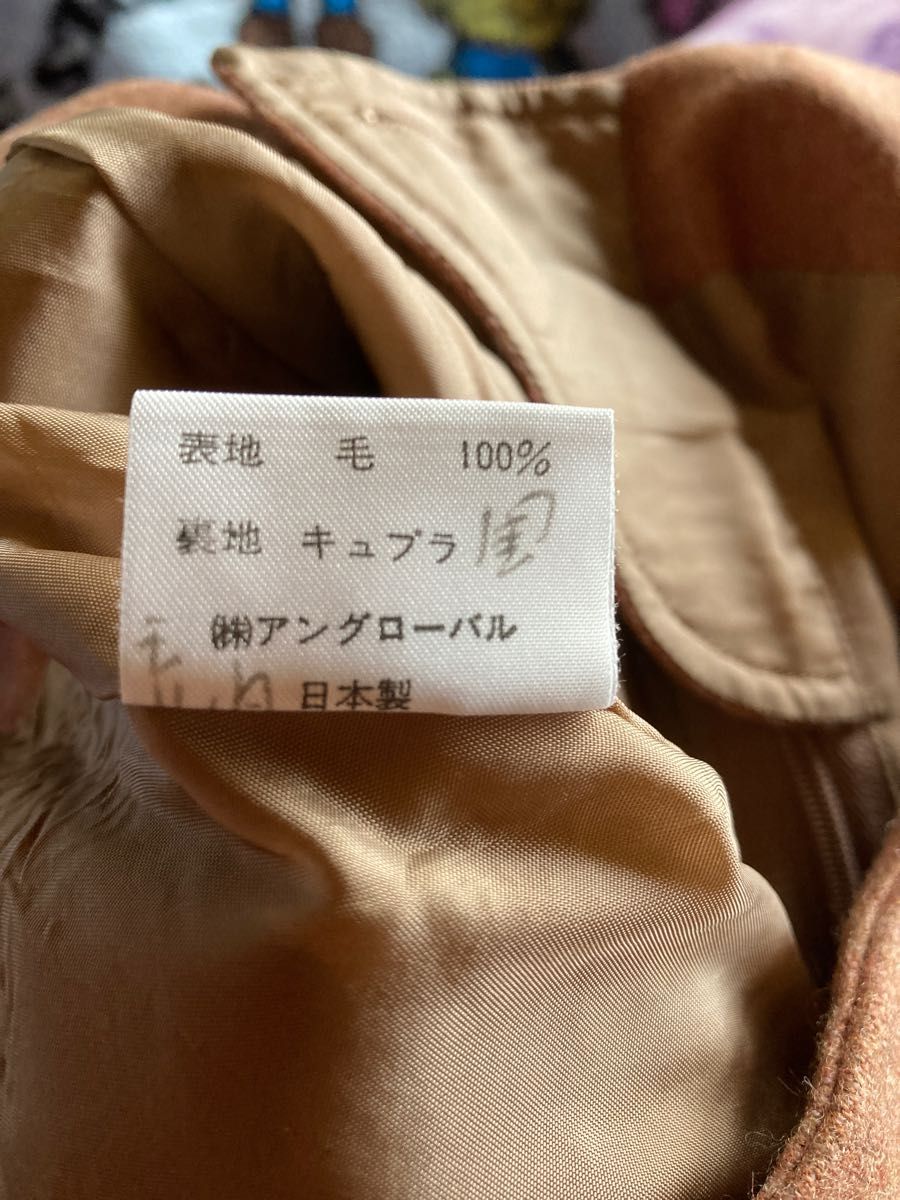 表地 毛 100%
裏地 キュプラ
㈱アングローバル
日本製